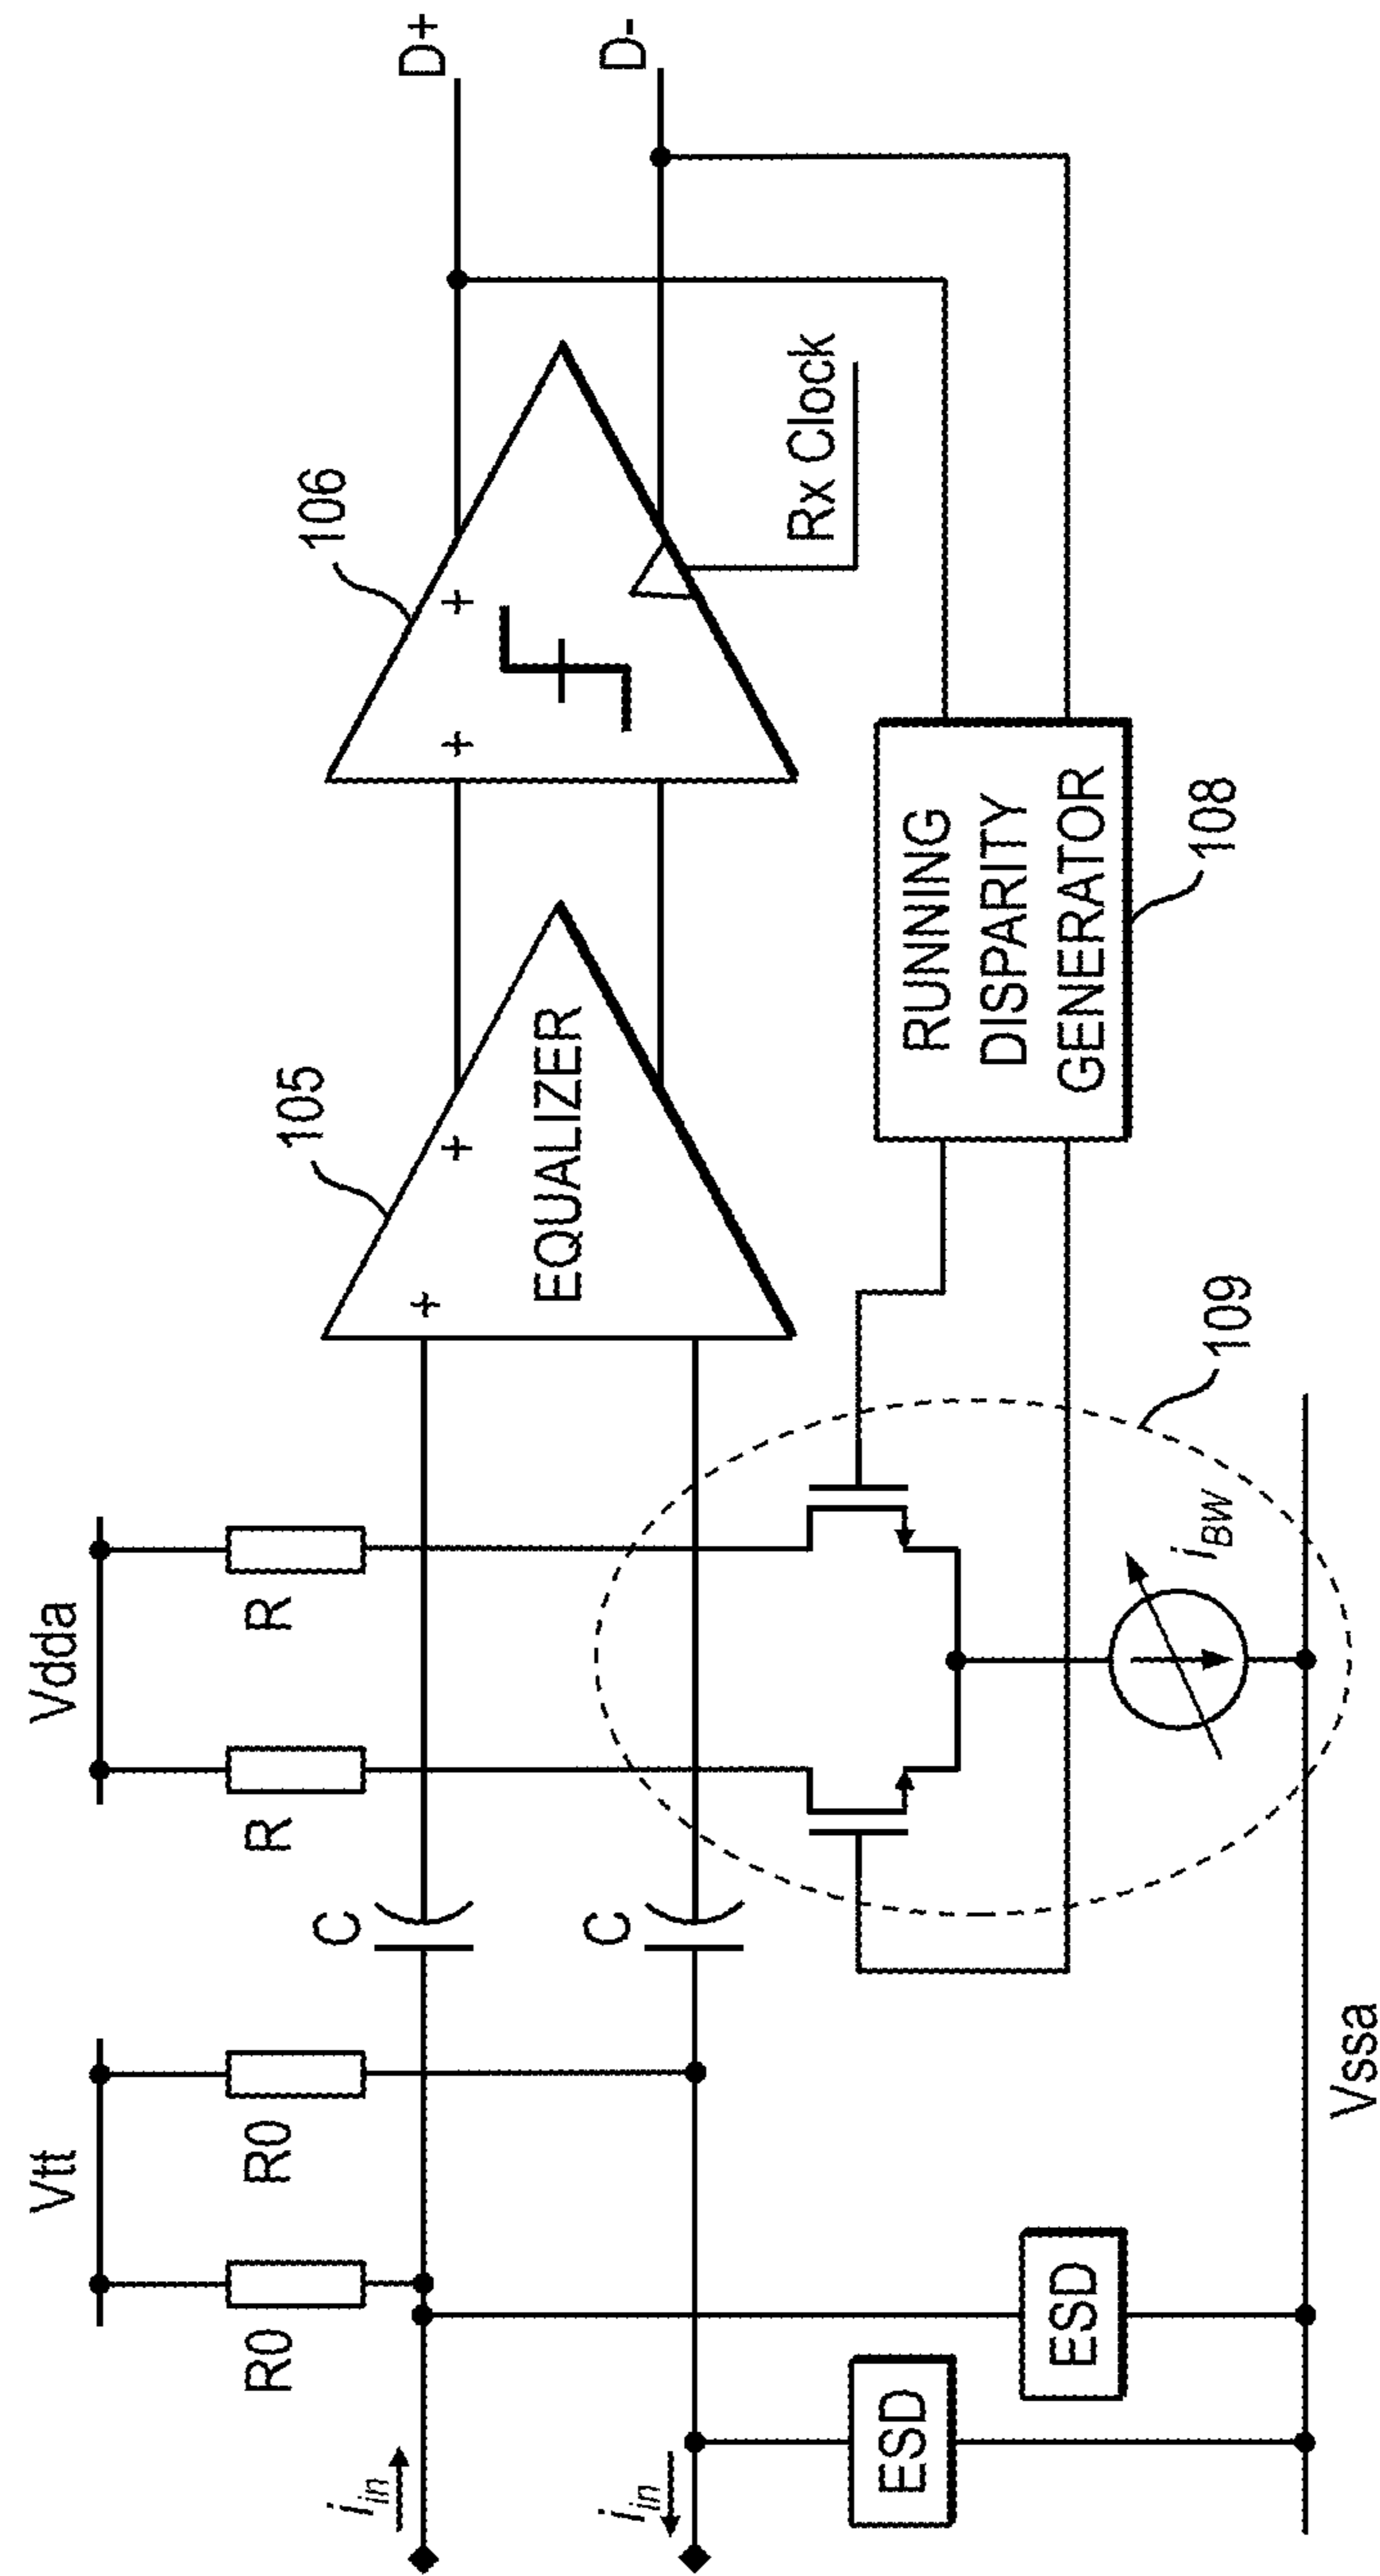 Vtt
Vdda
R0
R0
R
R
C
C
i_in
i_in
105
EQUALIZER
+
+
106
+
+
D+
D-
Rx Clock
RUNNING
DISPARITY
GENERATOR
108
109
i_BW
ESD
ESD
Vssa